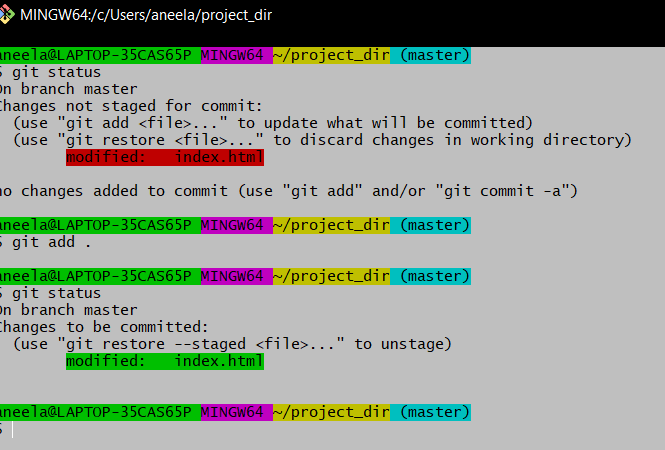 MINGW64:/c/Users/aneela/project_dir
aneela@LAPTOP-35CAS65P MINGW64 ~/project_dir (master)
$ git status
On branch master
Changes not staged for commit:
(use "git add <file>..." to update what will be committed)
(use "git restore <file>..." to discard changes in working directory)
modified: index.html
no changes added to commit (use "git add" and/or "git commit -a")
aneela@LAPTOP-35CAS65P MINGW64 ~/project_dir (master)
$ git add .
aneela@LAPTOP-35CAS65P MINGW64 ~/project_dir (master)
$ git status
On branch master
Changes to be committed:
(use "git restore --staged <file>..." to unstage)
modified: index.html
aneela@LAPTOP-35CAS65P MINGW64 ~/project_dir (master)
$